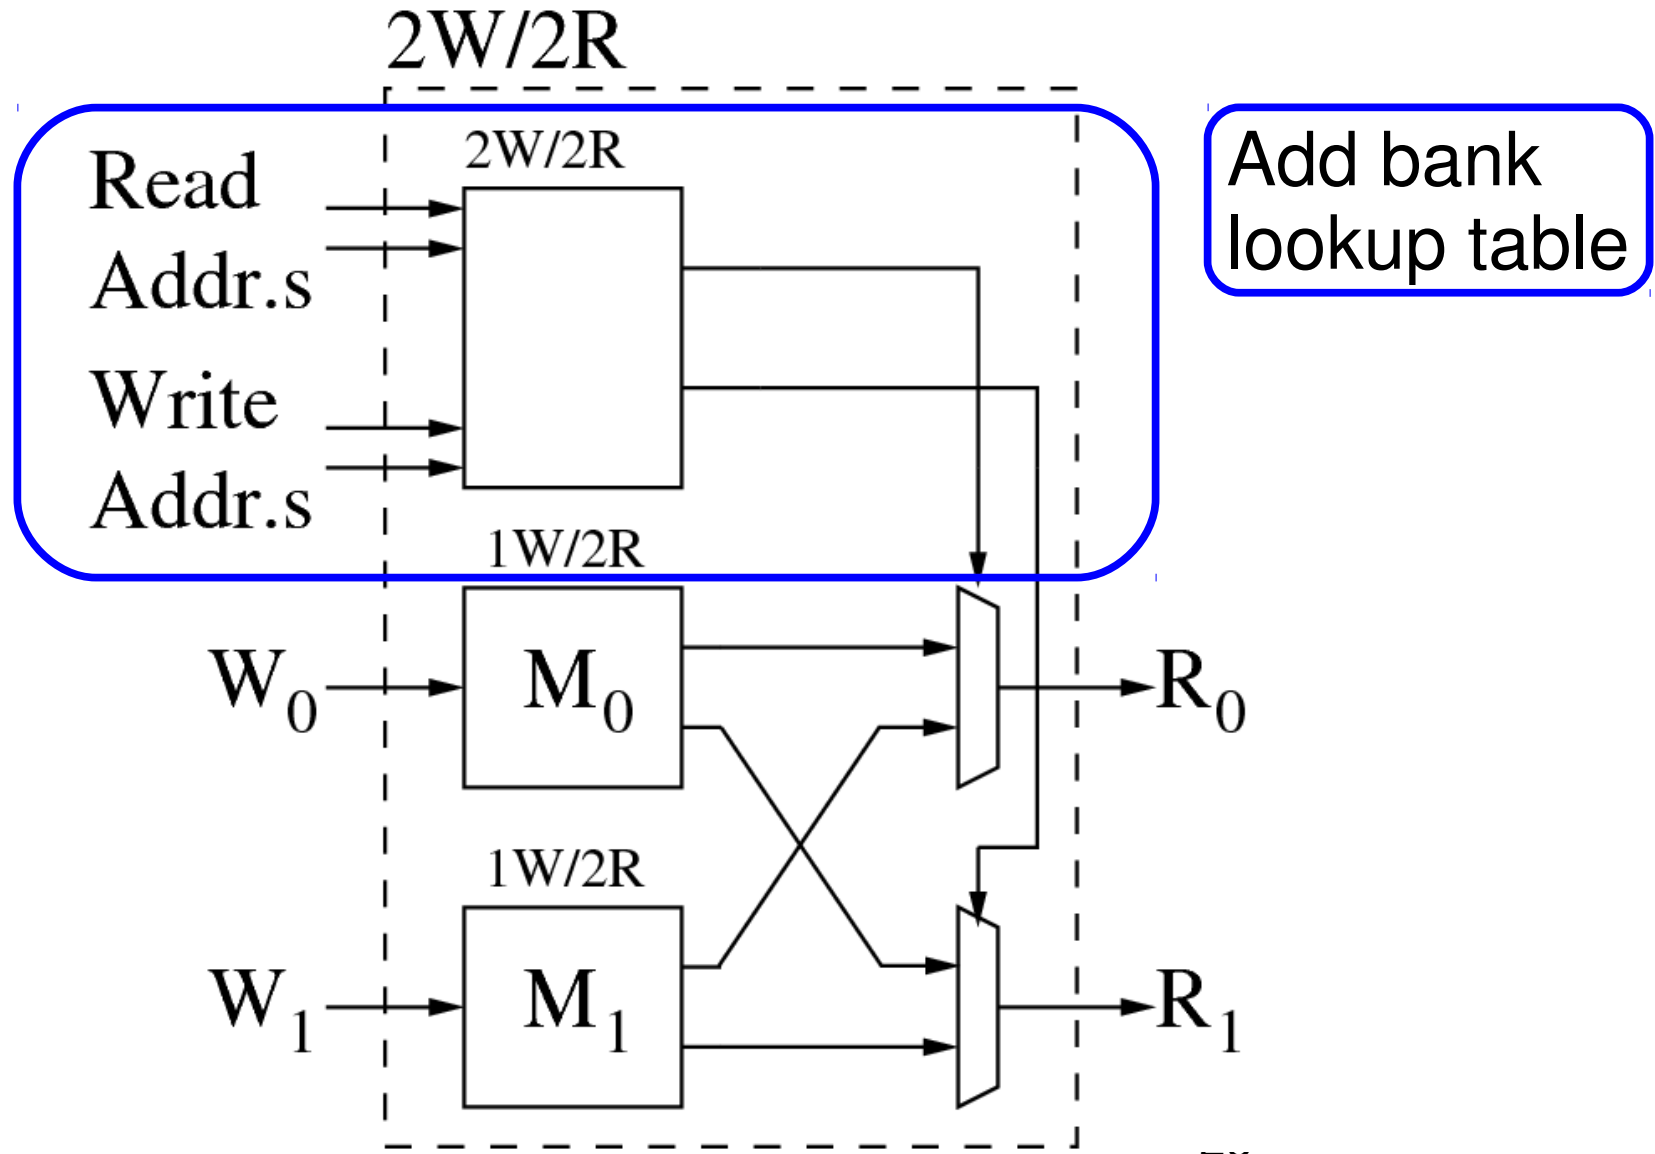 2W/2R
2W/2R
Add bank
lookup table
Read
Addr.s
Write
Addr.s
1W/2R
W0
M0
R0
1W/2R
W1
M1
R1